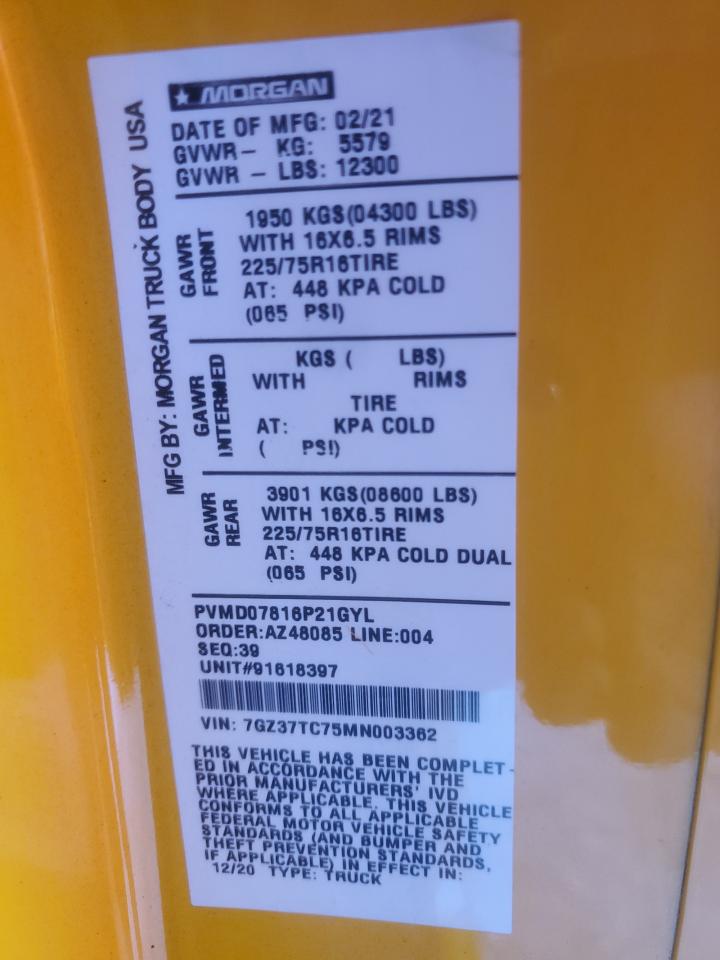 MORGAN
MFG BY: MORGAN TRUCK BODY USA
DATE OF MFG: 02/21
GVWR- KG: 5579
GVWR - LBS: 12300
GAWR FRONT
1950 KGS(04300 LBS)
WITH 16X6.5 RIMS
225/75R16TIRE
AT: 448 KPA COLD
(065 PSI)
GAWR INTERMED
KGS ( LBS)
WITH RIMS
TIRE
AT: KPA COLD
( PSI)
GAWR REAR
3901 KGS(08600 LBS)
WITH 16X6.5 RIMS
225/75R16TIRE
AT: 448 KPA COLD DUAL
(065 PSI)
PVMD07816P21GYL
ORDER:AZ48085 LINE:004
SEQ:39
UNIT#91618397
VIN: 7GZ37TC75MN003362
THIS VEHICLE HAS BEEN COMPLET-
ED IN ACCORDANCE WITH THE
PRIOR MANUFACTURERS' IVD
WHERE APPLICABLE. THIS VEHICLE
CONFORMS TO ALL APPLICABLE
FEDERAL MOTOR VEHICLE SAFETY
STANDARDS (AND BUMPER AND
THEFT PREVENTION STANDARDS,
IF APPLICABLE) IN EFFECT IN:
12/20 TYPE: TRUCK